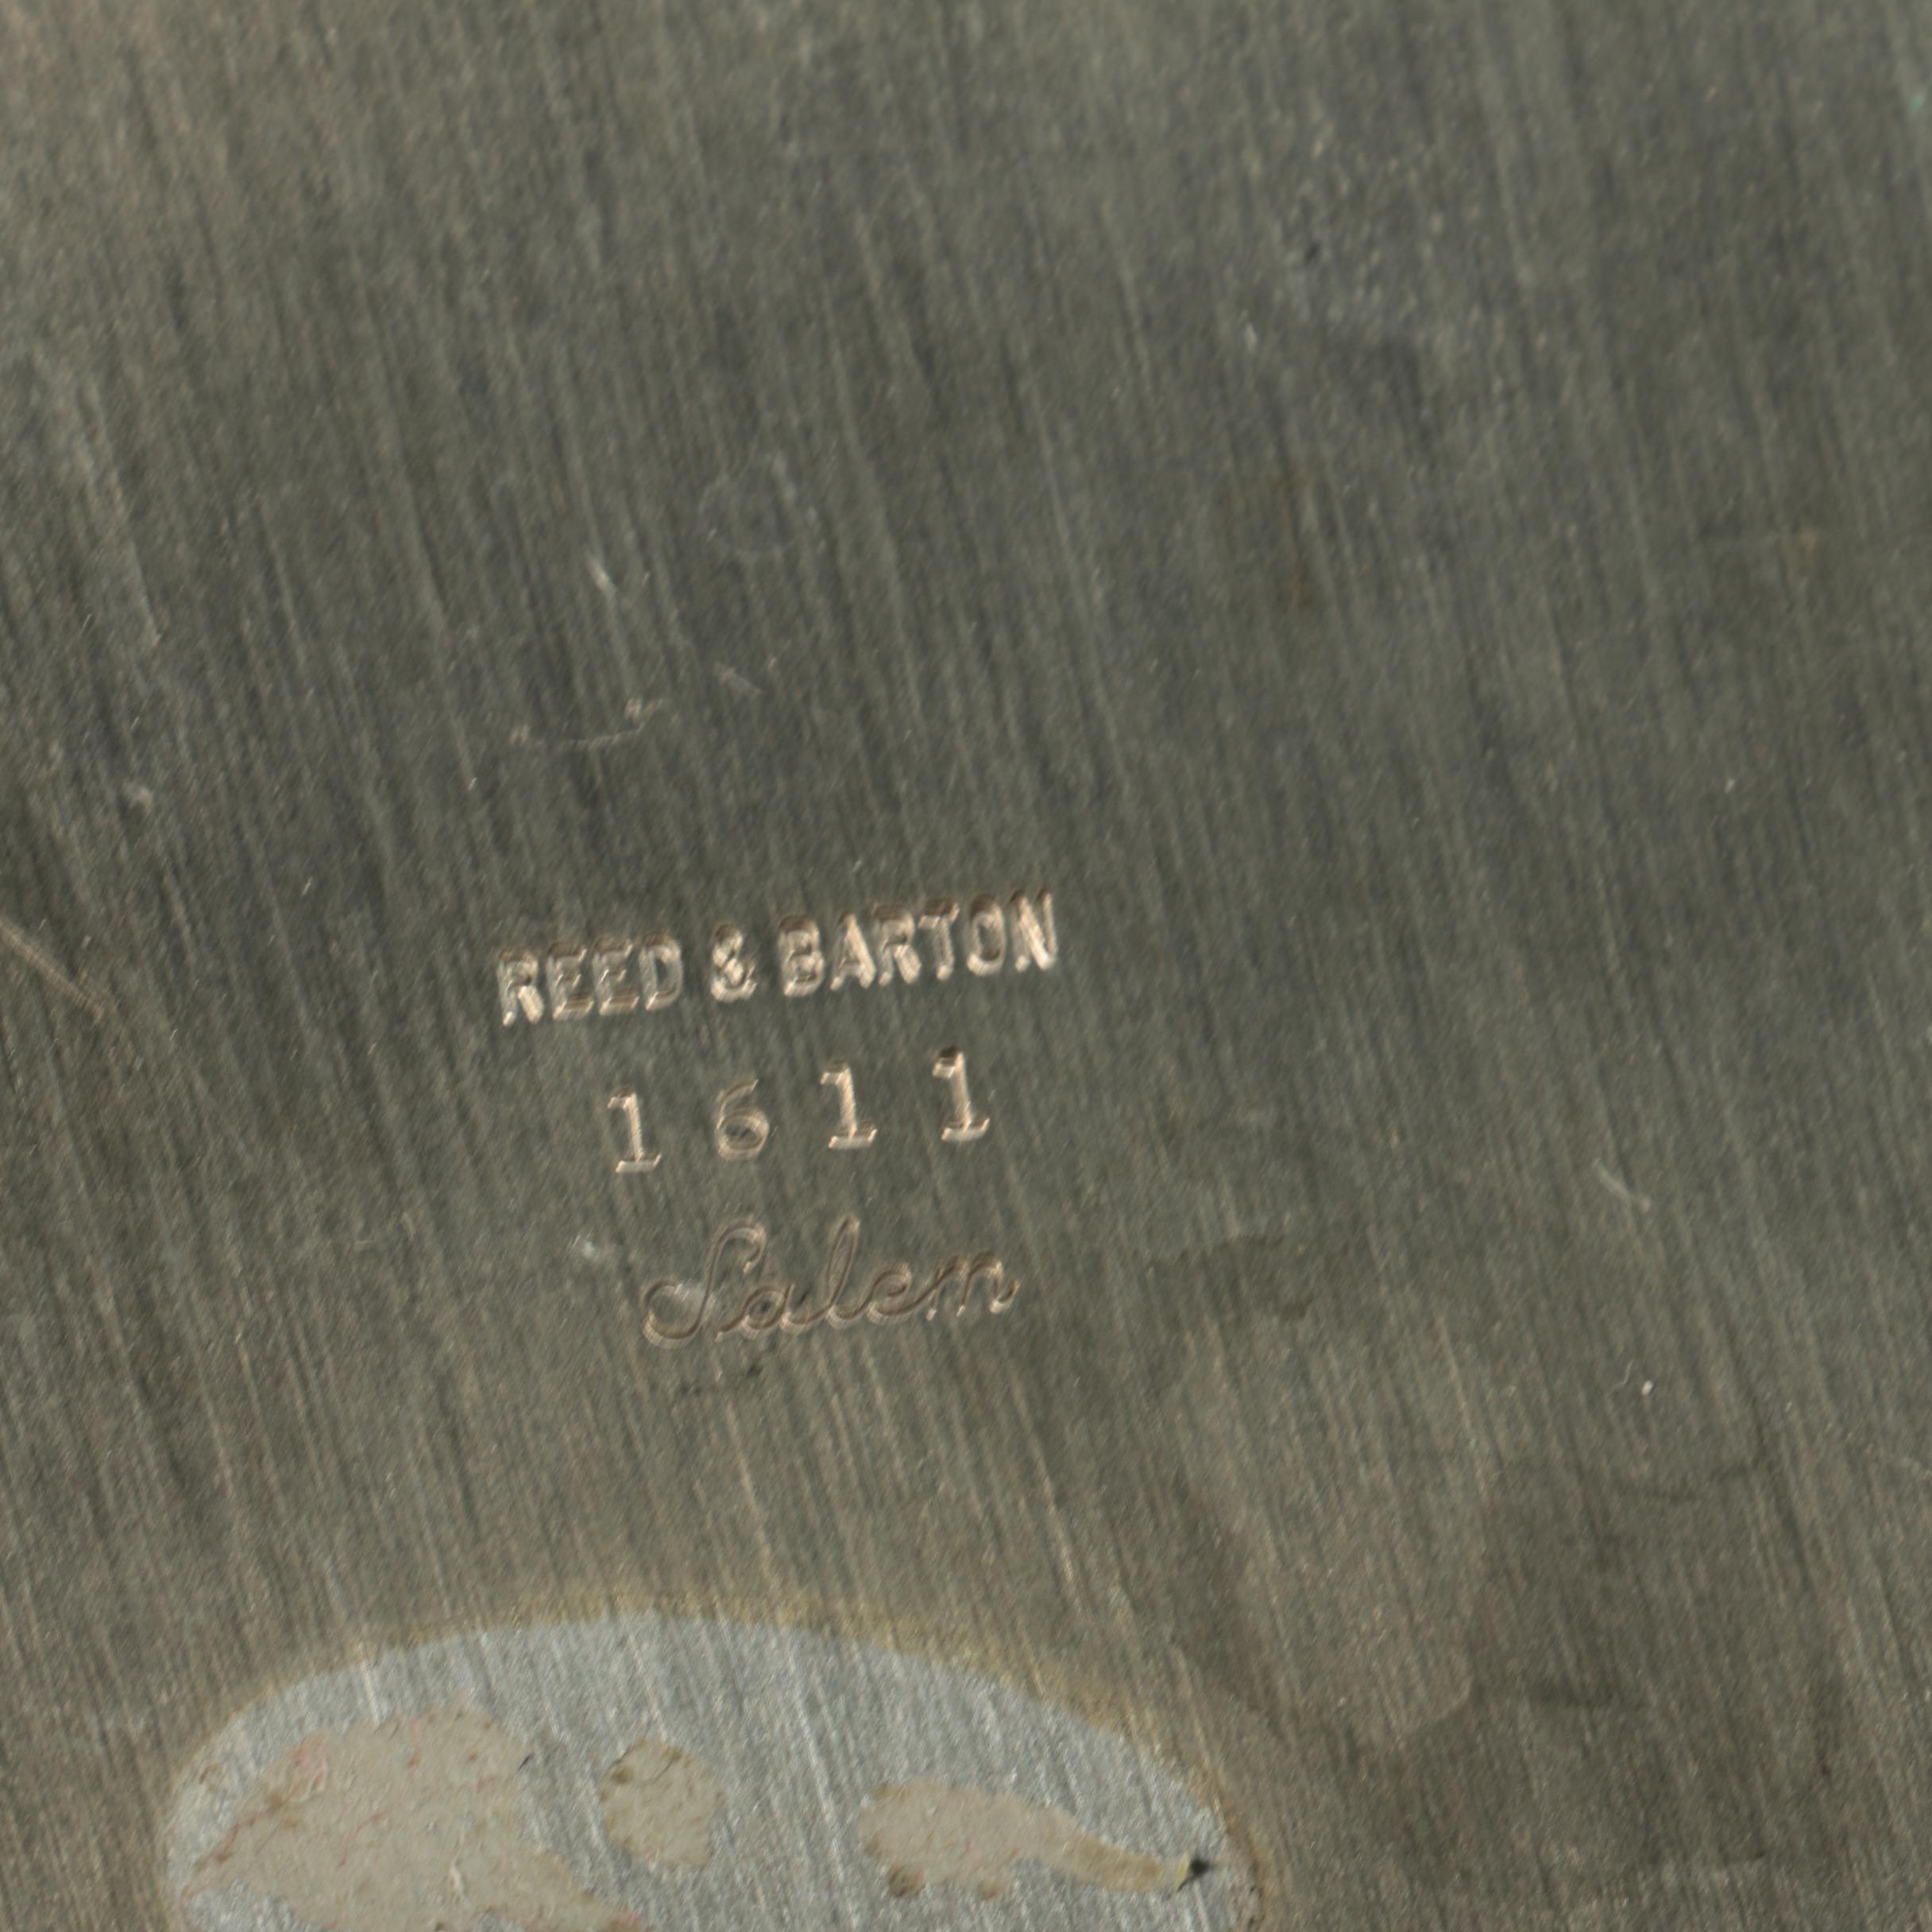 REED & BARTON
1611
Salem